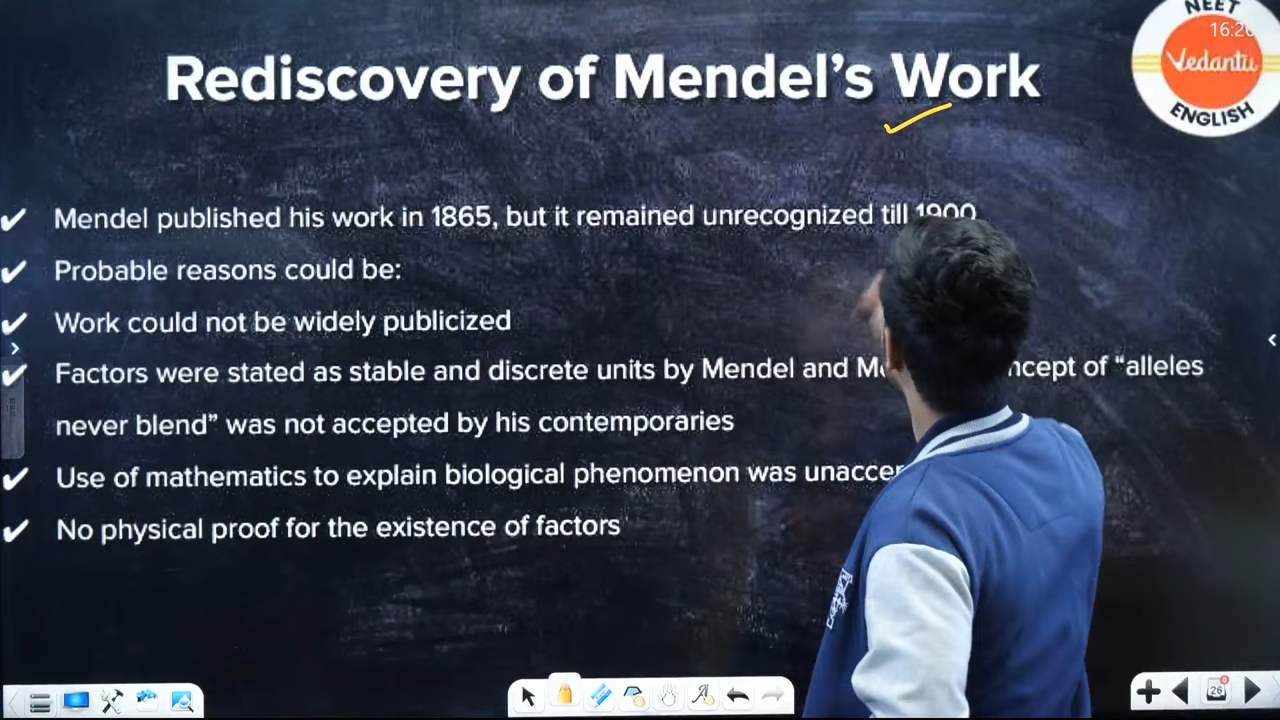 NEET
16:20
Vedantu
ENGLISH
Rediscovery of Mendel's Work
Mendel published his work in 1865, but it remained unrecognized till 1900
Probable reasons could be:
Work could not be widely publicized
Factors were stated as stable and discrete units by Mendel and of “alleles
never blend” was not accepted by his contemporaries
Use of mathematics to explain biological phenomenon was
No physical proof for the existence of factors
26